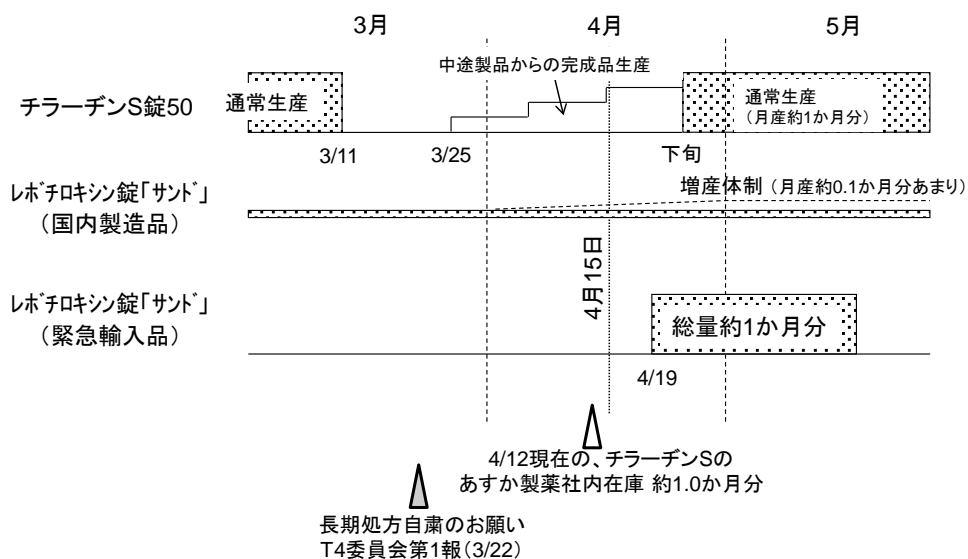 3月
4月
5月
中途製品からの完成品生産
チラーヂンS錠50
通常生産
通常生産
(月産約1か月分)
3/11
3/25
下旬
ﾚﾎﾞﾁﾛｷｼﾝ錠「ｻﾝﾄﾞ」
(国内製造品)
増産体制(月産約0.1か月分あまり)
4月15日
ﾚﾎﾞﾁﾛｷｼﾝ錠「ｻﾝﾄﾞ」
(緊急輸入品)
総量約1か月分
4/19
4/12現在の、チラーヂンSの
あすか製薬社内在庫 約1.0か月分
長期処方自粛のお願い
T4委員会第1報(3/22)